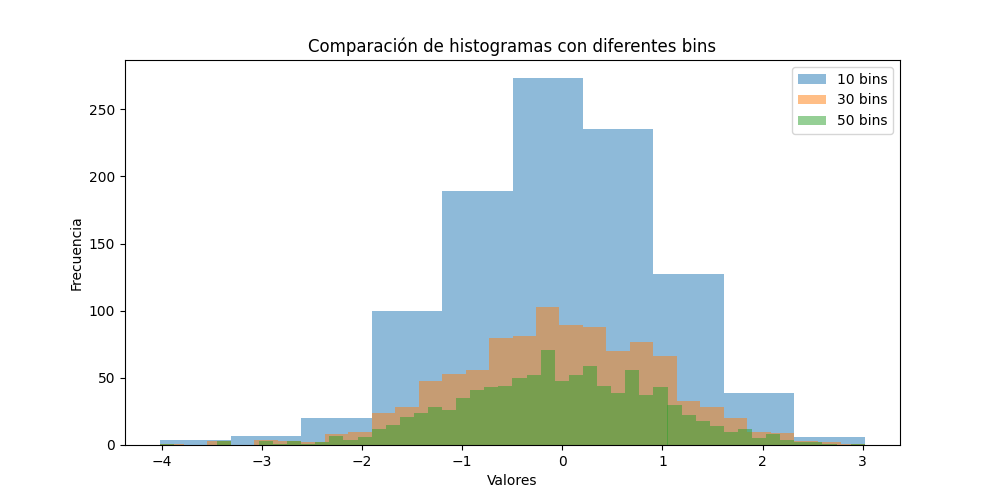 Comparación de histogramas con diferentes bins
10 bins
30 bins
50 bins
250
200
150
100
50
0
Frecuencia
−4
−3
−2
−1
0
1
2
3
Valores